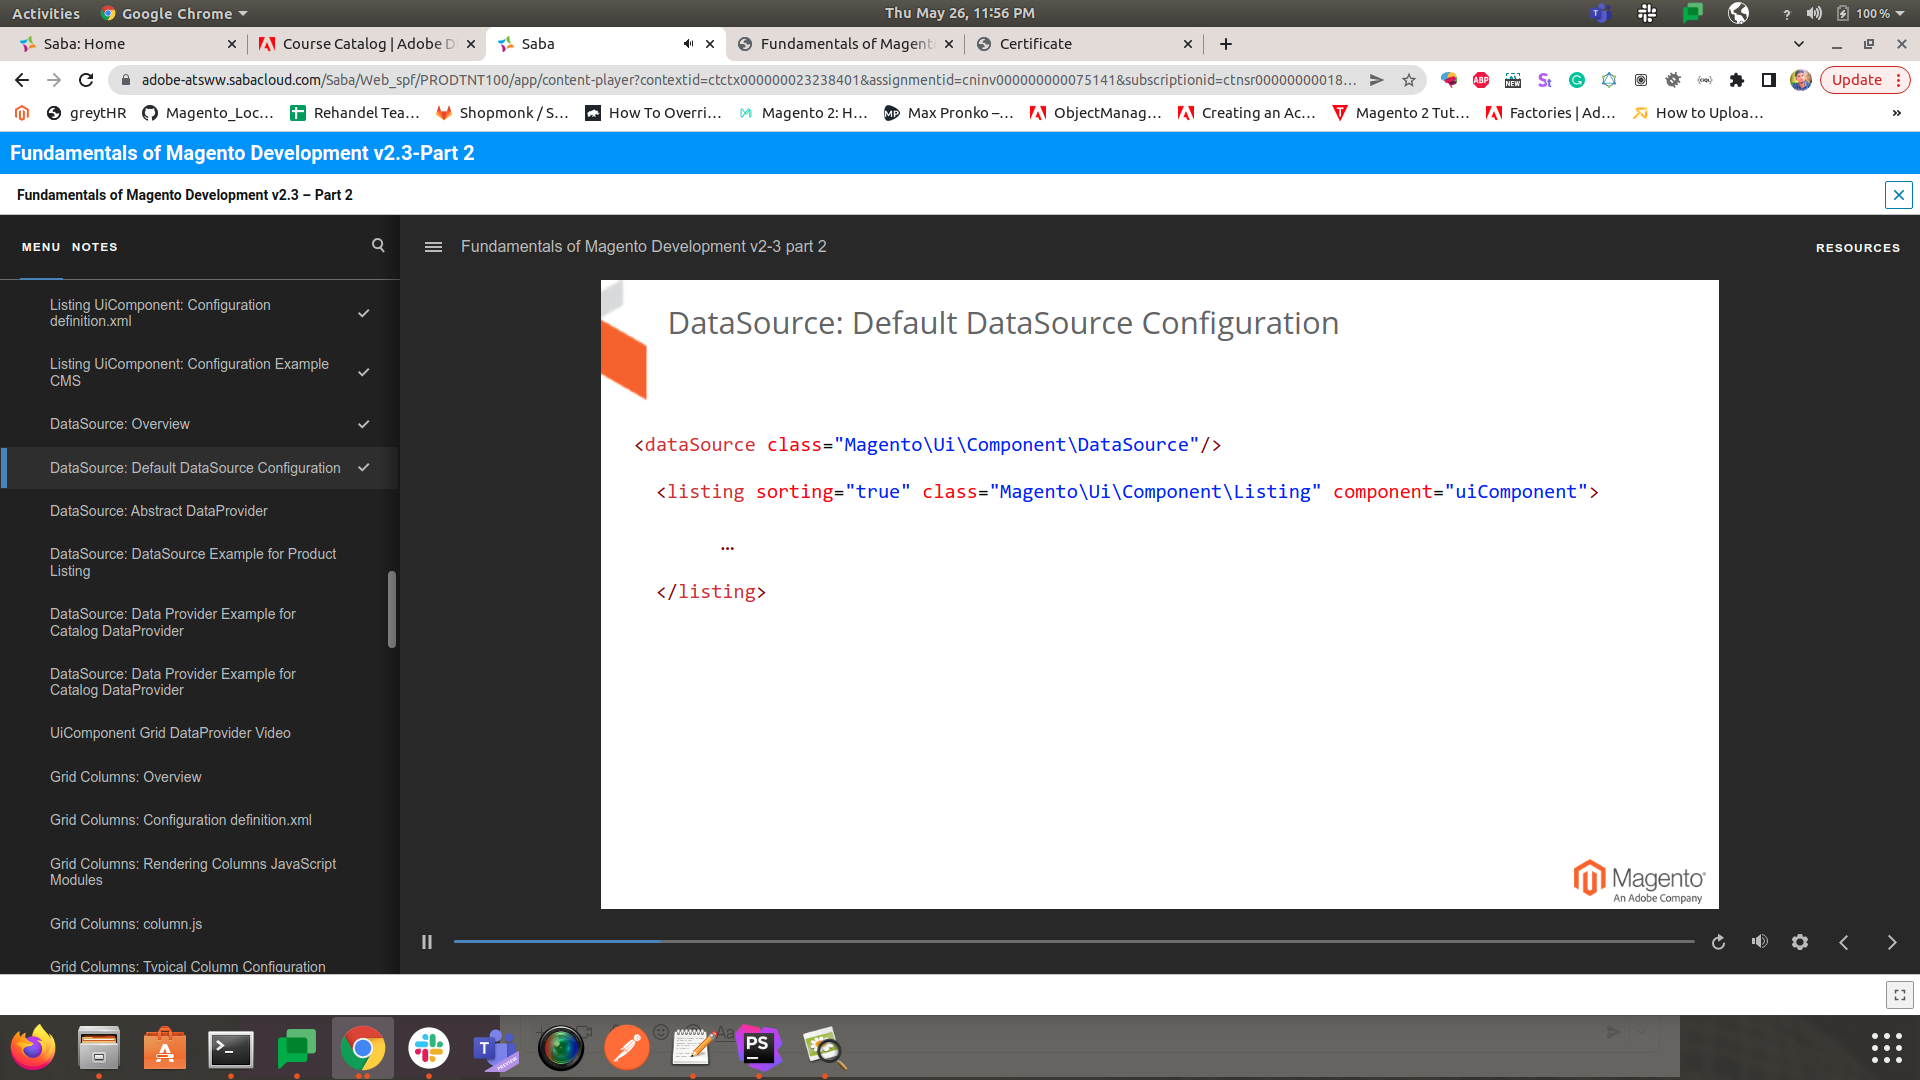 Activities
Google Chrome
Thu May 26, 11:56 PM
100 %
Saba: Home
Course Catalog | Adobe D
Saba
Fundamentals of Magent
Certificate
adobe-atsww.sabacloud.com/Saba/Web_spf/PRODTNT100/app/content-player?contextid=ctctx000000023238401&assignmentid=cninv000000000075141&subscriptionid=ctnsr00000000018...
ABP
NEW
St
Update
greyHR
Magento_Loc...
Rehandel Tea...
Shopmonk / S...
How To Overri...
Magento 2: H...
Max Pronko –...
ObjectManag...
Creating an Ac...
Magento 2 Tut...
Factories | Ad...
How to Uploa...
»
Fundamentals of Magento Development v2.3-Part 2
Fundamentals of Magento Development v2.3 – Part 2
MENU
NOTES
Fundamentals of Magento Development v2-3 part 2
RESOURCES
Listing UiComponent: Configuration
definition.xml
Listing UiComponent: Configuration Example
CMS
DataSource: Overview
DataSource: Default DataSource Configuration
DataSource: Abstract DataProvider
DataSource: DataSource Example for Product
Listing
DataSource: Data Provider Example for
Catalog DataProvider
DataSource: Data Provider Example for
Catalog DataProvider
UiComponent Grid DataProvider Video
Grid Columns: Overview
Grid Columns: Configuration definition.xml
Grid Columns: Rendering Columns JavaScript
Modules
Grid Columns: column.js
Grid Columns: Typical Column Configuration
DataSource: Default DataSource Configuration
<dataSource class="Magento\Ui\Component\DataSource"/>
<listing sorting="true" class="Magento\Ui\Component\Listing" component="uiComponent">
…
</listing>
Magento
An Adobe Company
PS